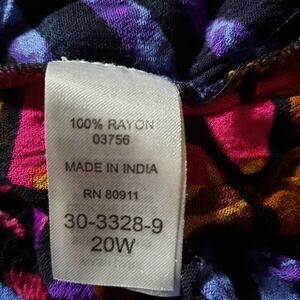 100% RAYON
03756
MADE IN INDIA
RN 80911
30-3328-9
20W